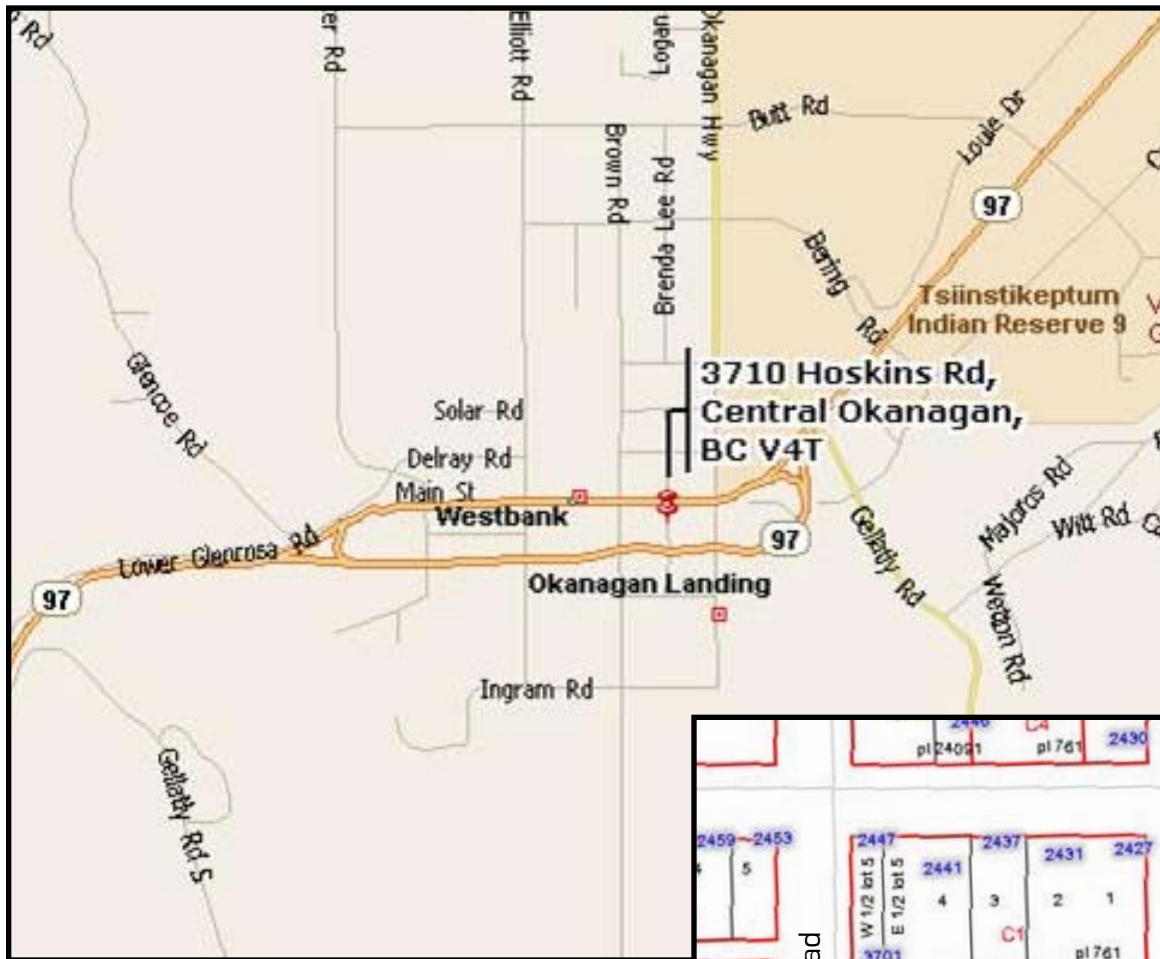 Rd
er Rd
Elliott Rd
Logan
Okanagan Hwy
Butt Rd
Louie Dr
Brown Rd
Brenda Lee Rd
97
Bering
Rd
Tsiinstikeptum
Indian Reserve 9
3710 Hoskins Rd,
Central Okanagan,
BC V4T
Glencoe Rd
Solar Rd
Delray Rd
Main St
Westbank
Lower Glenrosa Rd
97
97
Okanagan Landing
Gellatly Rd
Majoros Rd
Witt Rd
Wetton Rd
Ingram Rd
Gellatly Rd S
2446
C4
pl 24091
pl 761
2430
2459
2453
5
2447
2437
2431
2427
2441
W 1/2 lot 5
E 1/2 lot 5
4
3
2
1
C1
3701
pl 761
ad